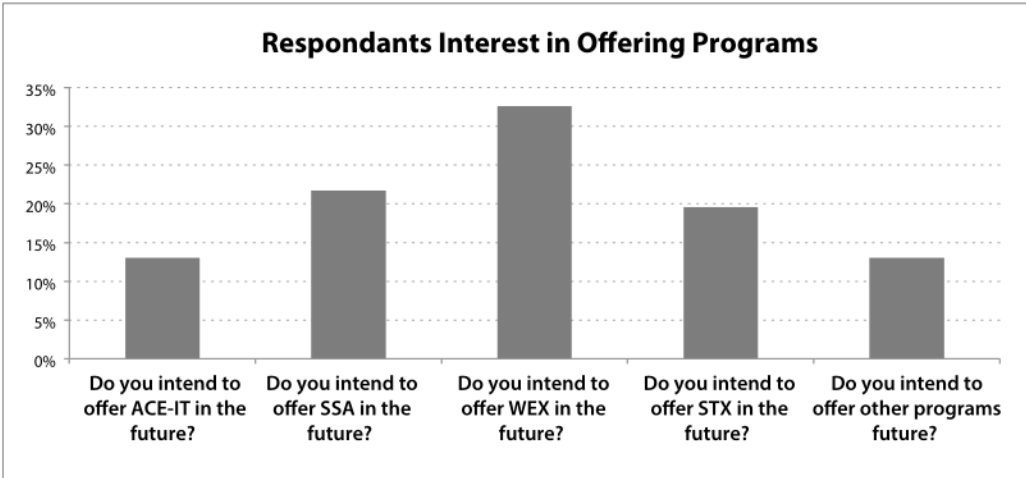 Respondants Interest in Offering Programs
35%
30%
25%
20%
15%
10%
5%
0%
Do you intend to
offer ACE-IT in the
future?
Do you intend to
offer SSA in the
future?
Do you intend to
offer WEX in the
future?
Do you intend to
offer STX in the
future?
Do you intend to
offer other programs
future?